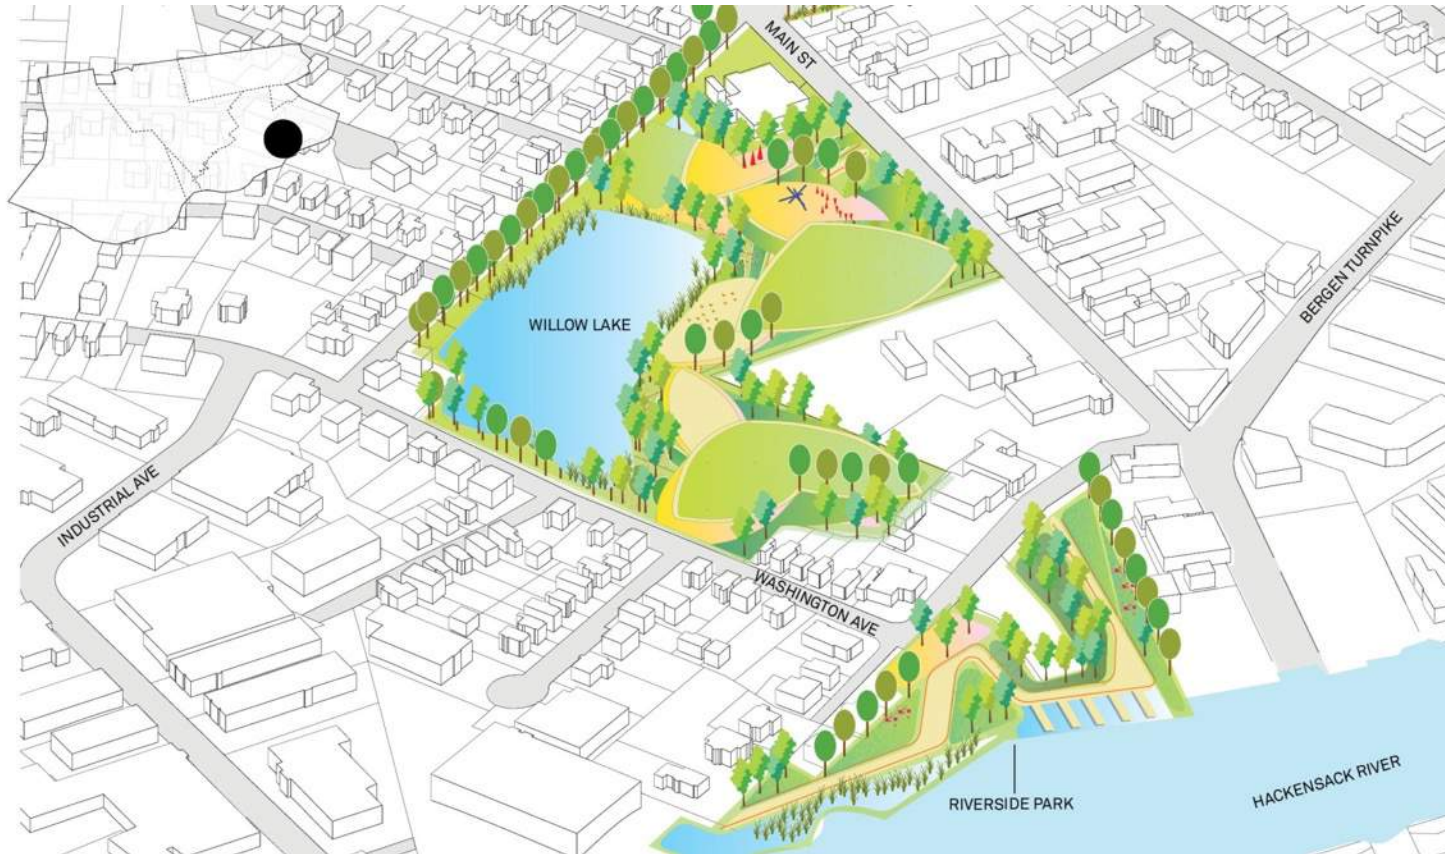 MAIN ST
BERGEN TURNPIKE
WILLOW LAKE
INDUSTRIAL AVE
WASHINGTON AVE
RIVERSIDE PARK
HACKENSACK RIVER